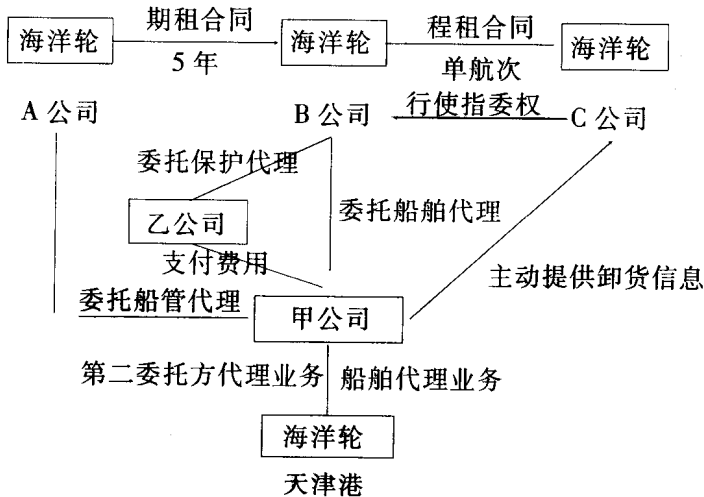 期租合同
程租合同
海洋轮
海洋轮
海洋轮
5年
单航次
A公司
B公司
行使指委权
C公司
委托保护代理
乙公司
委托船舶代理
支付费用
主动提供卸货信息
委托船管代理
甲公司
第二委托方代理业务
船舶代理业务
海洋轮
天津港